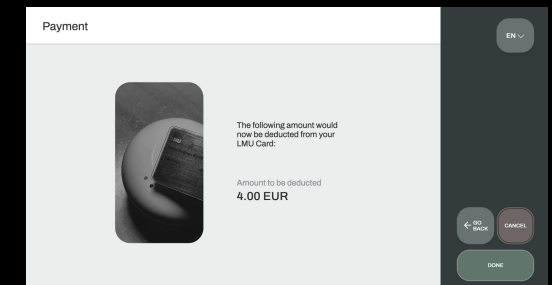 Payment
EN
The following amount would
now be deducted from your
LMU Card:
Amount to be deducted
4.00 EUR
GO
BACK
CANCEL
DONE